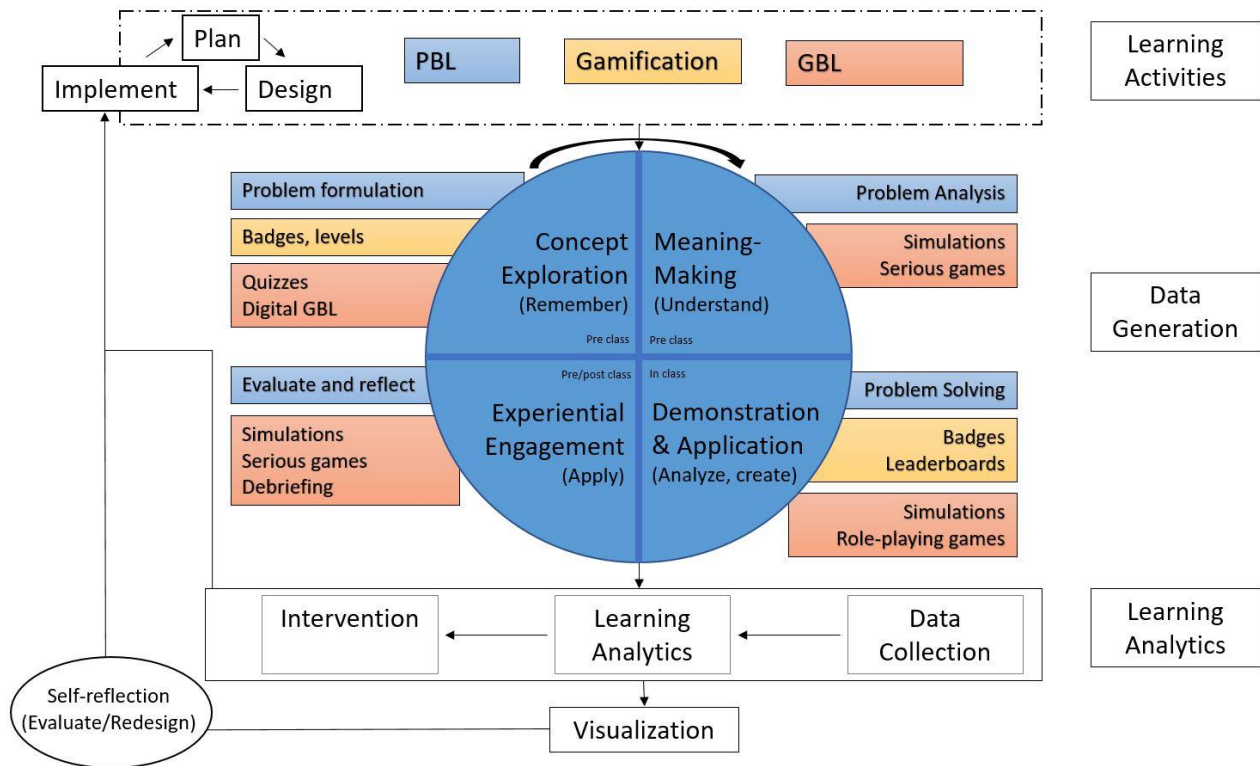 Plan
Implement
Design
PBL
Gamification
GBL
Learning
Activities
Problem formulation
Badges, levels
Quizzes
Digital GBL
Concept
Exploration
(Remember)
Pre class
Meaning-
Making
(Understand)
Pre class
Problem Analysis
Simulations
Serious games
Data
Generation
Evaluate and reflect
Simulations
Serious games
Debriefing
Pre/post class
Experiential
Engagement
(Apply)
In class
Demonstration
& Application
(Analyze, create)
Problem Solving
Badges
Leaderboards
Simulations
Role-playing games
Intervention
Learning
Analytics
Data
Collection
Learning
Analytics
Self-reflection
(Evaluate/Redesign)
Visualization